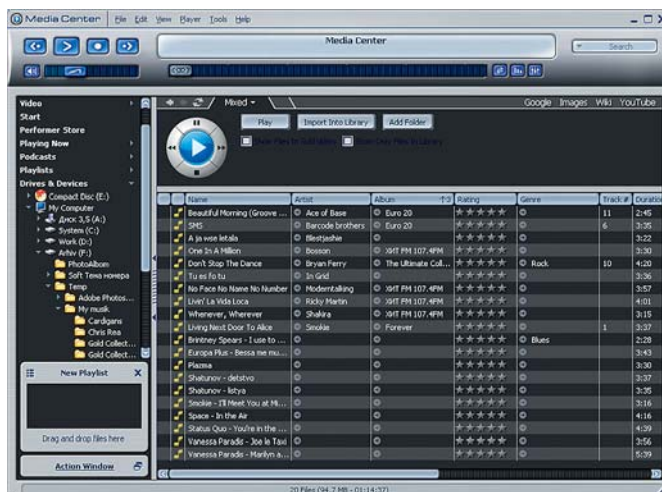 Media Center File Edit View Player Tools Help
Media Center
Search
Video
Start
Performer Store
Playing Now
Podcasts
Playlists
Drives & Devices
Compact Disc (E:)
My Computer
Диск 3,5 (A:)
System (C:)
Work (D:)
Arhiv (F:)
PhotoAlbom
Soft Тема номера
Temp
Adobe Photos...
My musik
Cardigans
Chris Rea
Gold Collect...
Gold Collect...
New Playlist X
Drag and drop files here
Action Window
Mixed
Google Images Wiki YouTube
Play Import Into Library Add Folder
Show Files in Subfolders Show Only Files in Library
Name Artist Album Rating Genre Track # Duration
Beautiful Morning (Groove ... Ace of Base Euro 20 11 2:45
SMS Barcode brothers Euro 20 6 3:35
A ja wse letala Blestjashie 3:22
One In A Million Bosson ХИТ FM 107.4FM 3:30
Don't Stop The Dance Bryan Ferry The Ultimate Coll... Rock 10 4:20
Tu es fo tu In Grid 3:36
No Face No Name No Number Moderntalking ХИТ FM 107.4FM 3:57
Livin' La Vida Loca Ricky Martin ХИТ FM 107.4FM 4:01
Whenever, Wherever Shakira ХИТ FM 107.4FM 3:15
Living Next Door To Alice Smokie Forever 1 3:37
Brintney Spears - I use to ... Blues 2:28
Europa Plus - Bessa me mu... 3:43
Plazma 3:30
Shatunov - detstvo 3:37
Shatunov - listya 3:35
Smokie - I'll Meet You at Mi... 3:16
Space - In the Air 4:16
Status Quo - You're in the ... 4:39
Vanessa Paradis - Joe le Taxi 3:56
Vanessa Paradis - Marilyn a... 5:39
20 Files (94.7 MB - 01:14:37)